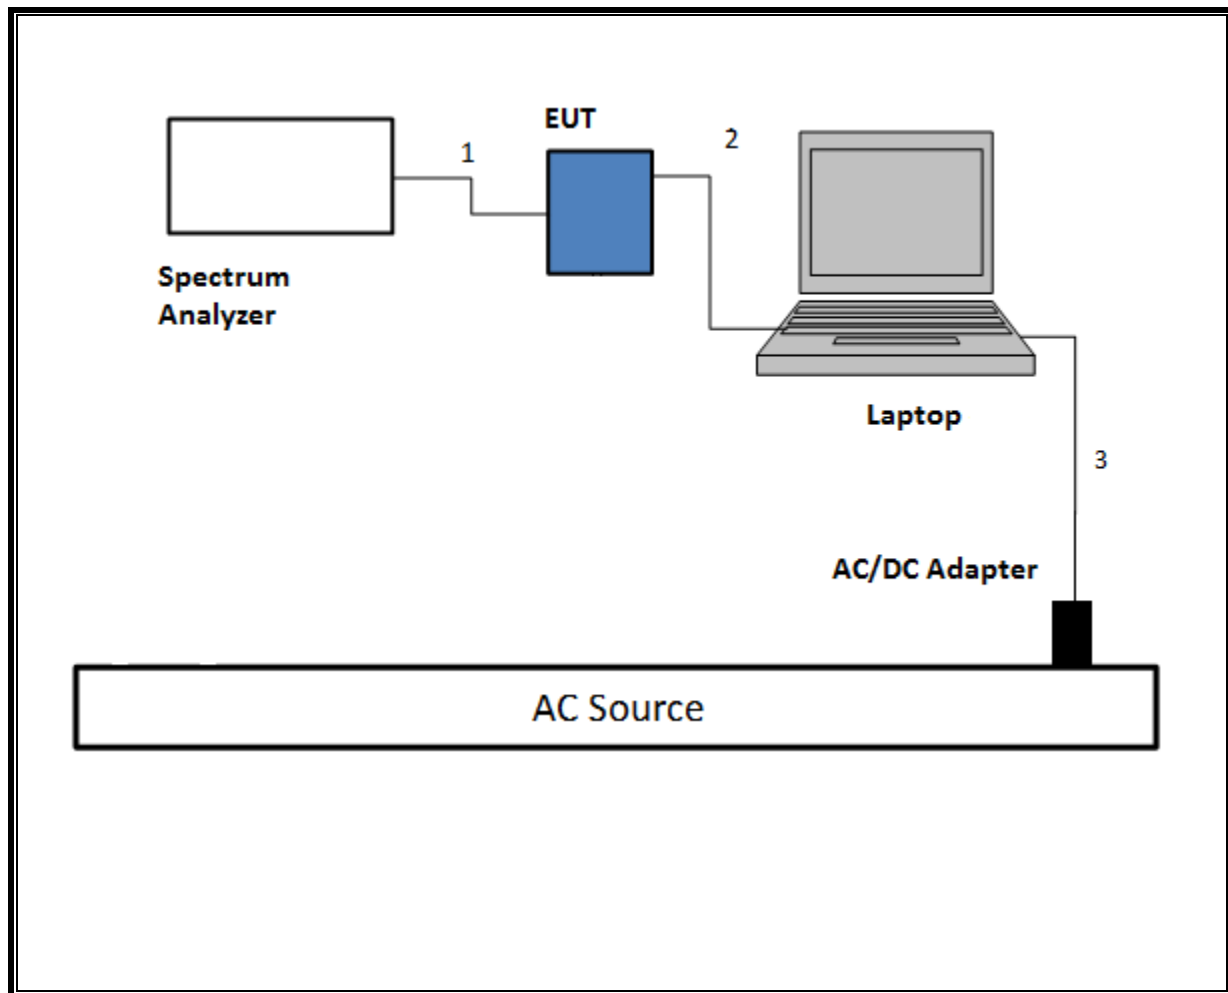 EUT
1
2
Spectrum
Analyzer
Laptop
3
AC/DC Adapter
AC Source